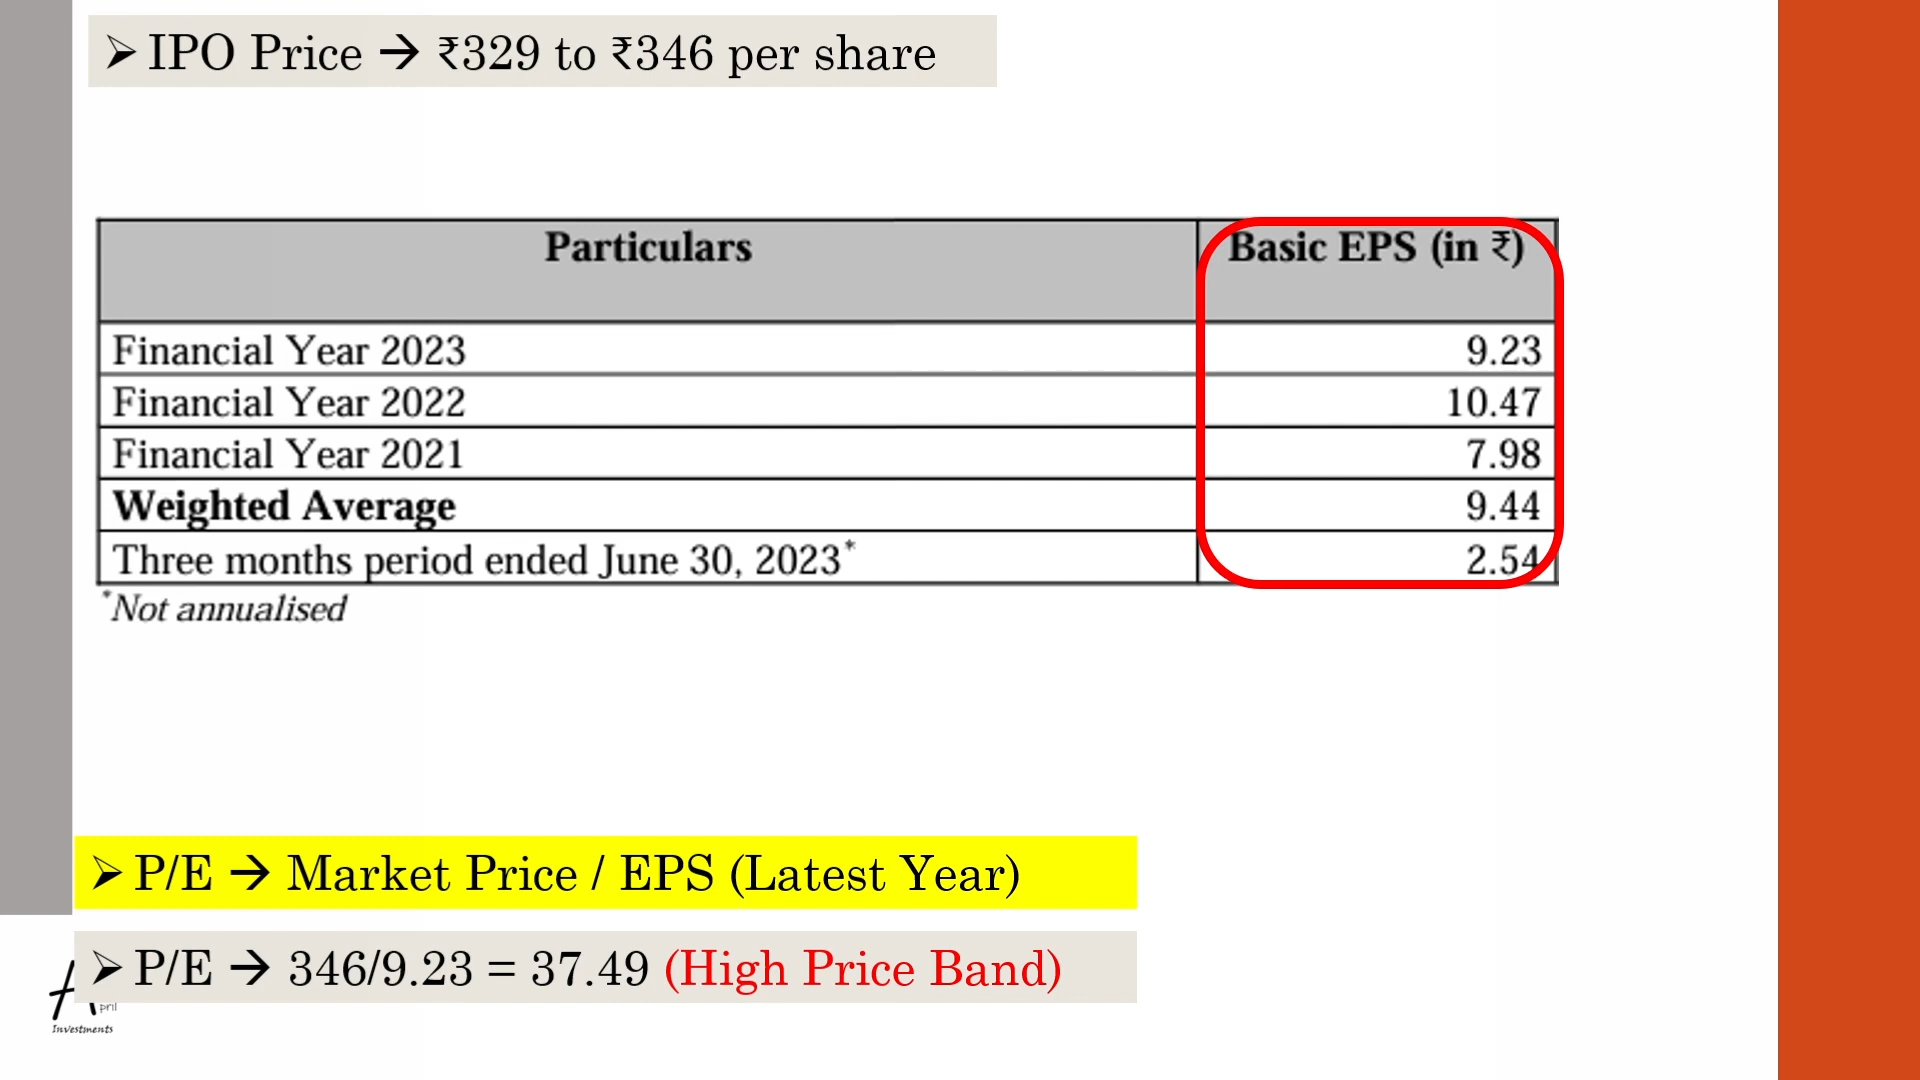 ➢ IPO Price → ₹329 to ₹346 per share
Particulars Basic EPS (in ₹)
Financial Year 2023 9.23
Financial Year 2022 10.47
Financial Year 2021 7.98
Weighted Average 9.44
Three months period ended June 30, 2023* 2.54
*Not annualised
➢ P/E → Market Price / EPS (Latest Year)
➢ P/E → 346/9.23 = 37.49 (High Price Band)
April
Investments